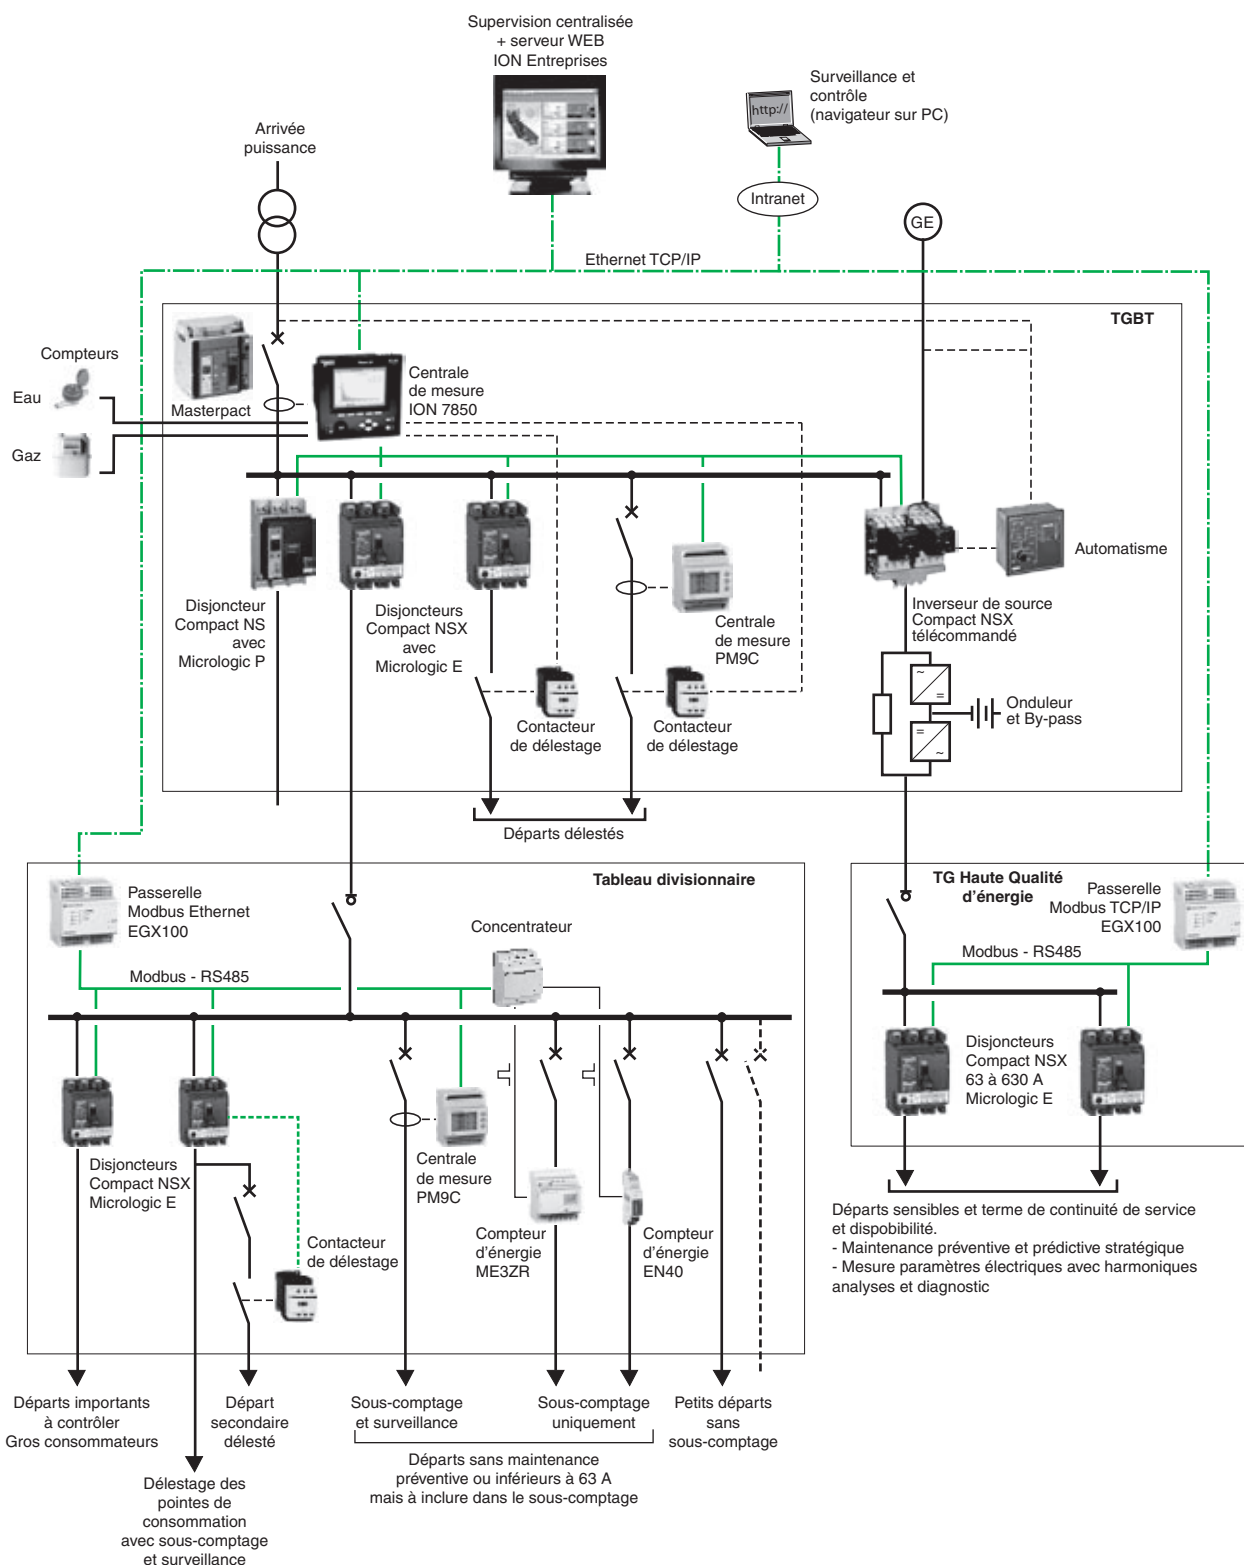 Supervision centralisée
+ serveur WEB
ION Entreprises
Surveillance et
contrôle
(navigateur sur PC)
http://
Arrivée
puissance
Intranet
GE
Ethernet TCP/IP
TGBT
Compteurs
Eau
Gaz
Masterpact
Centrale
de mesure
ION 7850
Automatisme
Disjoncteur
Compact NS
avec
Micrologic P
Disjoncteurs
Compact NSX
avec
Micrologic E
Centrale
de mesure
PM9C
Inverseur de source
Compact NSX
télécommandé
~
=
=
~
Onduleur
et By-pass
Contacteur
de délestage
Contacteur
de délestage
Départs délestés
Tableau divisionnaire
Passerelle
Modbus Ethernet
EGX100
Concentrateur
Modbus - RS485
TG Haute Qualité
d'énergie
Passerelle
Modbus TCP/IP
EGX100
Modbus - RS485
Disjoncteurs
Compact NSX
63 à 630 A
Micrologic E
Disjoncteurs
Compact NSX
Micrologic E
Centrale
de mesure
PM9C
Contacteur
de délestage
Compteur
d'énergie
ME3ZR
Compteur
d'énergie
EN40
Départs sensibles et terme de continuité de service
et dispobibilité.
- Maintenance préventive et prédictive stratégique
- Mesure paramètres électriques avec harmoniques
analyses et diagnostic
Départs importants
à contrôler
Gros consommateurs
Départ
secondaire
délesté
Sous-comptage
et surveillance
Sous-comptage
uniquement
Petits départs
sans
sous-comptage
Départs sans maintenance
préventive ou inférieurs à 63 A
mais à inclure dans le sous-comptage
Délestage des
pointes de
consommation
avec sous-comptage
et surveillance